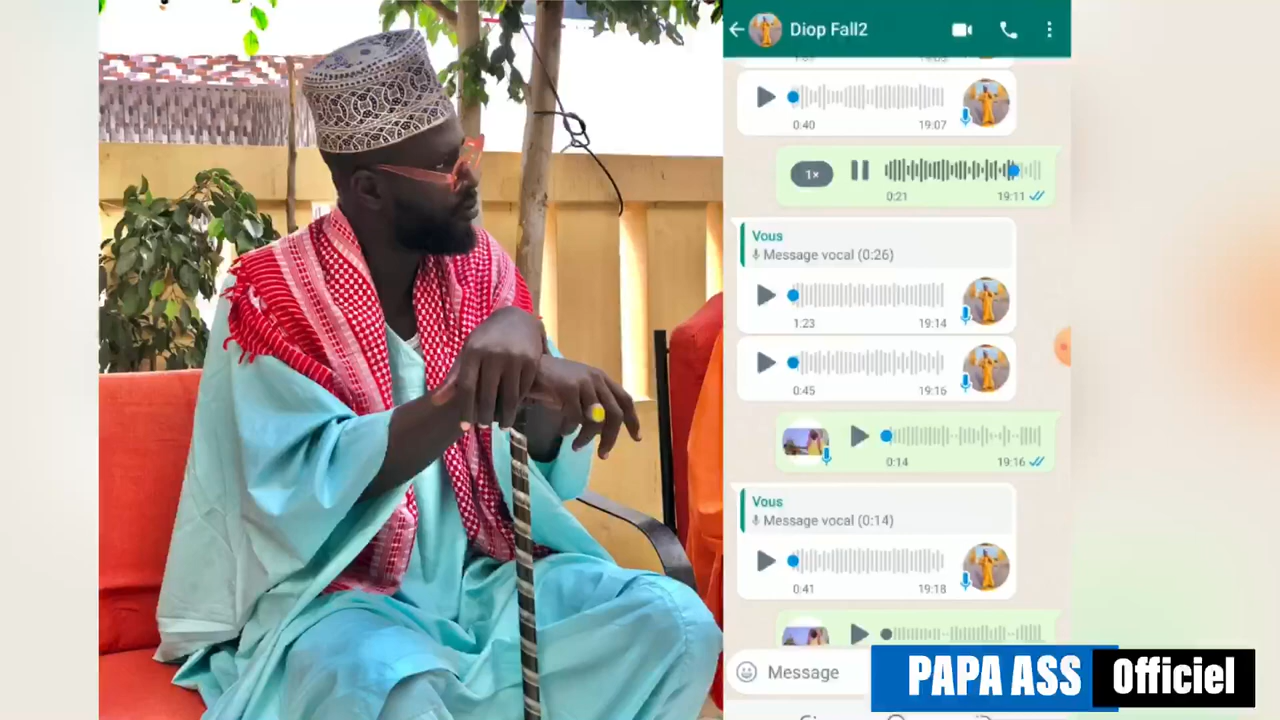 Diop Fall2
0:40 19:07
1×
0:21 19:11
Vous
Message vocal (0:26)
1:23 19:14
0:45 19:16
0:14 19:16
Vous
Message vocal (0:14)
0:41 19:18
Message
PAPA ASS Officiel